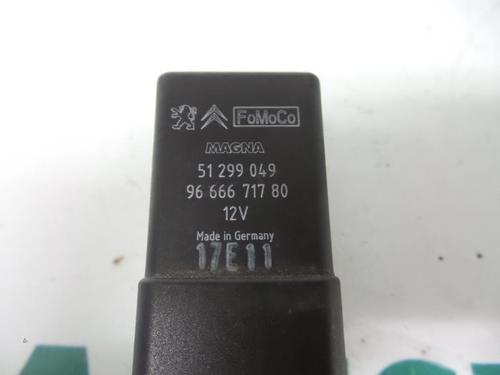 FoMoCo
MAGNA
51 299 049
96 666 717 80
12V
Made in Germany
17E11